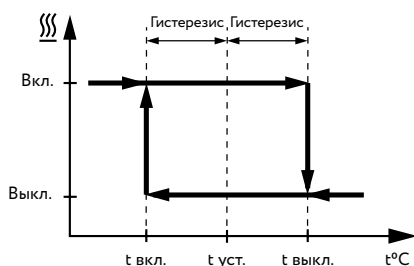 Гистерезис Гистерезис
Вкл.
Выкл.
t вкл. t уст. t выкл. t°C